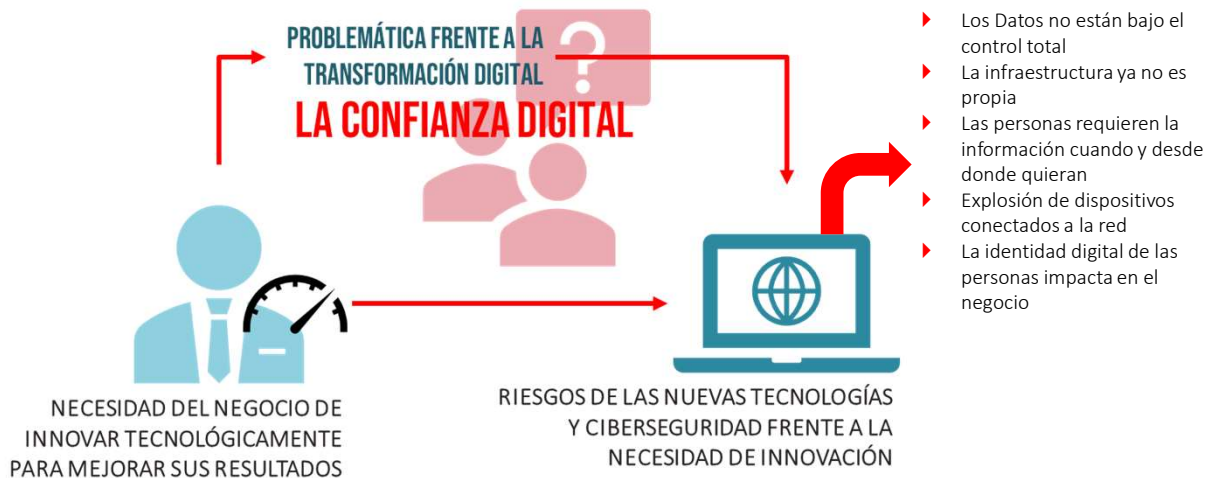 PROBLEMÁTICA FRENTE A LA
TRANSFORMACIÓN DIGITAL
LA CONFIANZA DIGITAL
?
NECESIDAD DEL NEGOCIO DE
INNOVAR TECNOLÓGICAMENTE
PARA MEJORAR SUS RESULTADOS
RIESGOS DE LAS NUEVAS TECNOLOGÍAS
Y CIBERSEGURIDAD FRENTE A LA
NECESIDAD DE INNOVACIÓN
Los Datos no están bajo el
control total
La infraestructura ya no es
propia
Las personas requieren la
información cuando y desde
donde quieran
Explosión de dispositivos
conectados a la red
La identidad digital de las
personas impacta en el
negocio